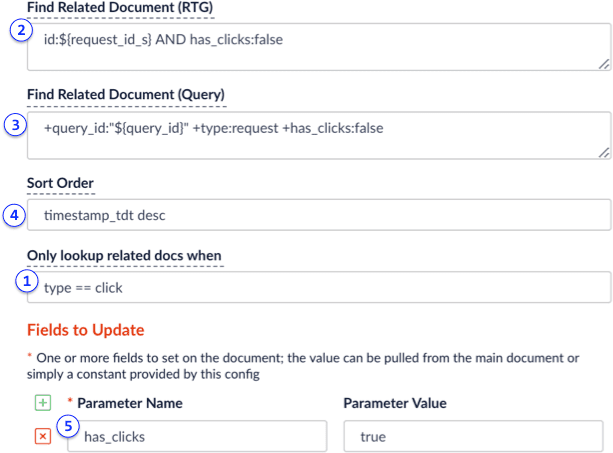 Find Related Document (RTG)
2
id:${request_id_s} AND has_clicks:false
Find Related Document (Query)
3
+query_id:"${query_id}" +type:request +has_clicks:false
Sort Order
4
timestamp_tdt desc
Only lookup related docs when
1
type == click
Fields to Update
* One or more fields to set on the document; the value can be pulled from the main document or
simply a constant provided by this config
* Parameter Name Parameter Value
5
has_clicks true